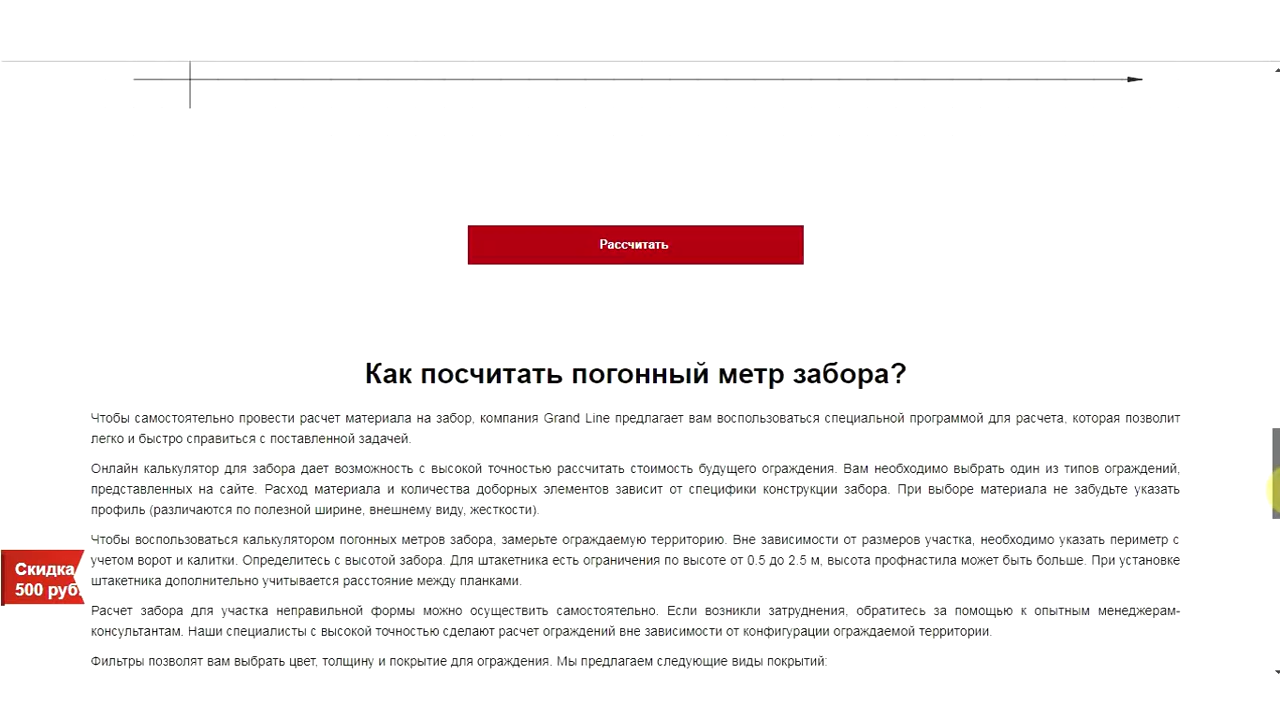 Рассчитать
Как посчитать погонный метр забора?
Чтобы самостоятельно провести расчет материала на забор, компания Grand Line предлагает вам воспользоваться специальной программой для расчета, которая позволит
легко и быстро справиться с поставленной задачей.
Онлайн калькулятор для забора дает возможность с высокой точностью рассчитать стоимость будущего ограждения. Вам необходимо выбрать один из типов ограждений,
представленных на сайте. Расход материала и количества доборных элементов зависит от специфики конструкции забора. При выборе материала не забудьте указать
профиль (различаются по полезной ширине, внешнему виду, жесткости).
Чтобы воспользоваться калькулятором погонных метров забора, замерьте ограждаемую территорию. Вне зависимости от размеров участка, необходимо указать периметр с
учетом ворот и калитки. Определитесь с высотой забора. Для штакетника есть ограничения по высоте от 0.5 до 2.5 м, высота профнастила может быть больше. При установке
штакетника дополнительно учитывается расстояние между планками.
Скидка
500 руб.
Расчет забора для участка неправильной формы можно осуществить самостоятельно. Если возникли затруднения, обратитесь за помощью к опытным менеджерам-
консультантам. Наши специалисты с высокой точностью сделают расчет ограждений вне зависимости от конфигурации ограждаемой территории.
Фильтры позволят вам выбрать цвет, толщину и покрытие для ограждения. Мы предлагаем следующие виды покрытий: